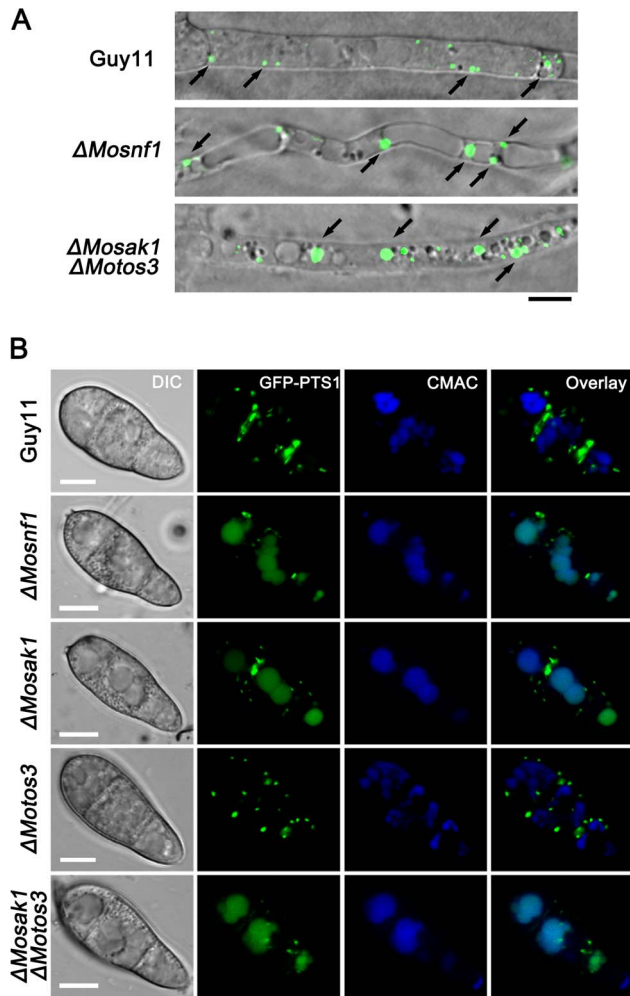 A
Guy11
ΔMosnf1
ΔMosak1
ΔMotos3
B
DIC
GFP-PTS1
CMAC
Overlay
Guy11
ΔMosnf1
ΔMosak1
ΔMotos3
ΔMosak1
ΔMotos3